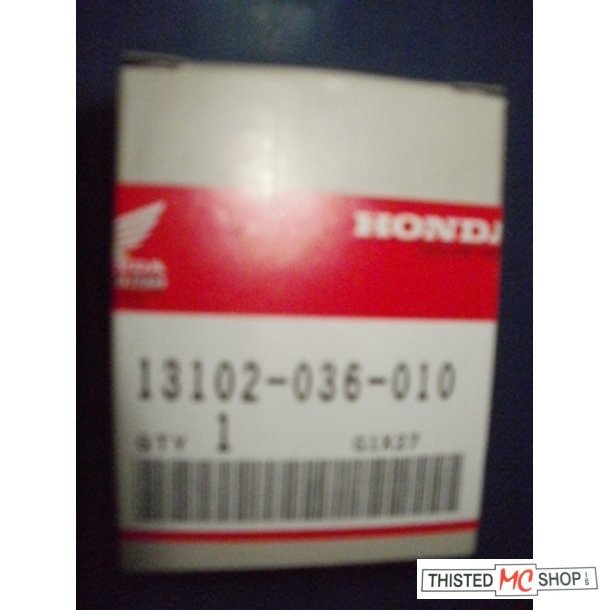 HONDA
13102-036-010
QTY 1
THISTED MC SHOP I/S